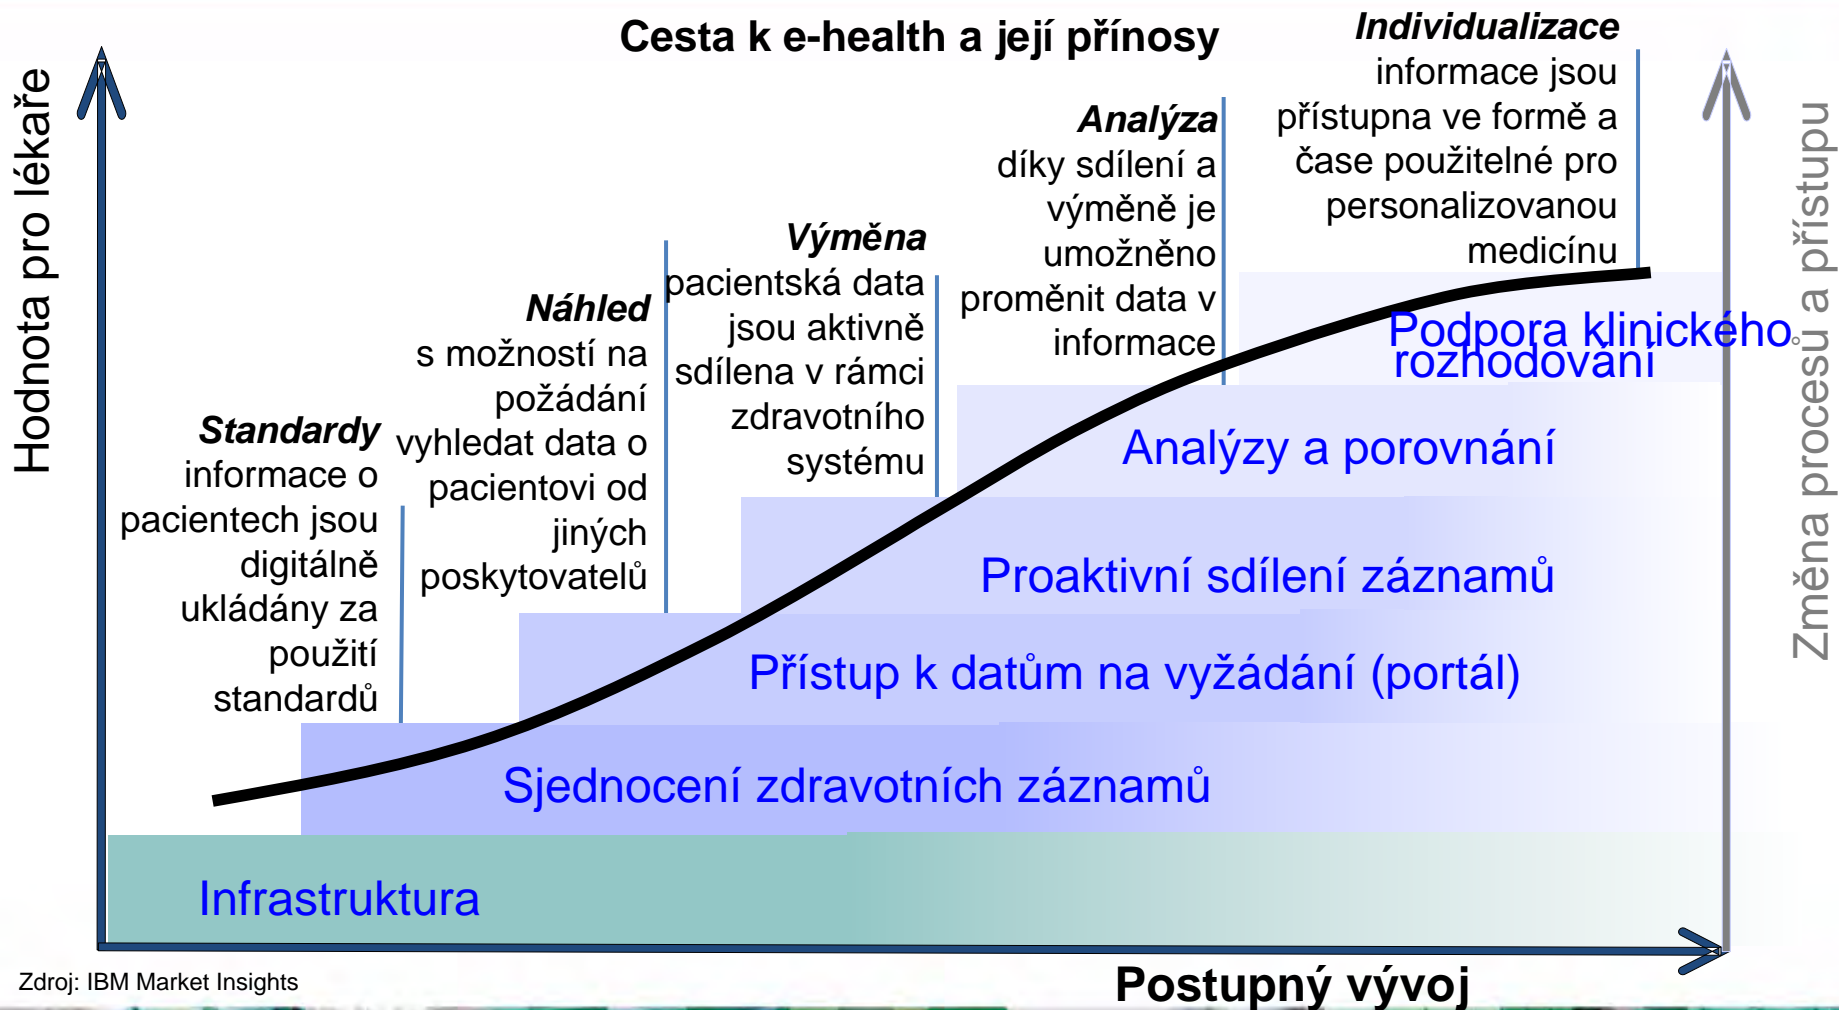 Cesta k e-health a její přínosy
Hodnota pro lékaře
Standardy
informace o
pacientech jsou
digitálně
ukládány za
použití
standardů
Náhled
s možností na
požádání
vyhledat data o
pacientovi od
jiných
poskytovatelů
Výměna
pacientská data
jsou aktivně
sdílena v rámci
zdravotního
systému
Analýza
díky sdílení a
výměně je
umožněno
proměnit data v
informace
Individualizace
informace jsou
přístupna ve formě a
čase použitelné pro
personalizovanou
medicínu
Změna procesů a přístupu
Podpora klinického
rozhodování
Analýzy a porovnání
Proaktivní sdílení záznamů
Přístup k datům na vyžádání (portál)
Sjednocení zdravotních záznamů
Infrastruktura
Postupný vývoj
Zdroj: IBM Market Insights